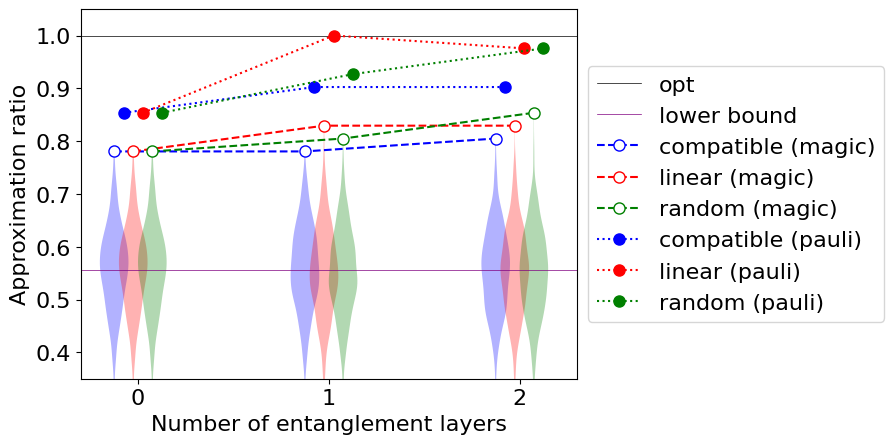 1.0
0.9
0.8
0.7
0.6
0.5
0.4
Approximation ratio
0 1 2
Number of entanglement layers
opt
lower bound
compatible (magic)
linear (magic)
random (magic)
compatible (pauli)
linear (pauli)
random (pauli)